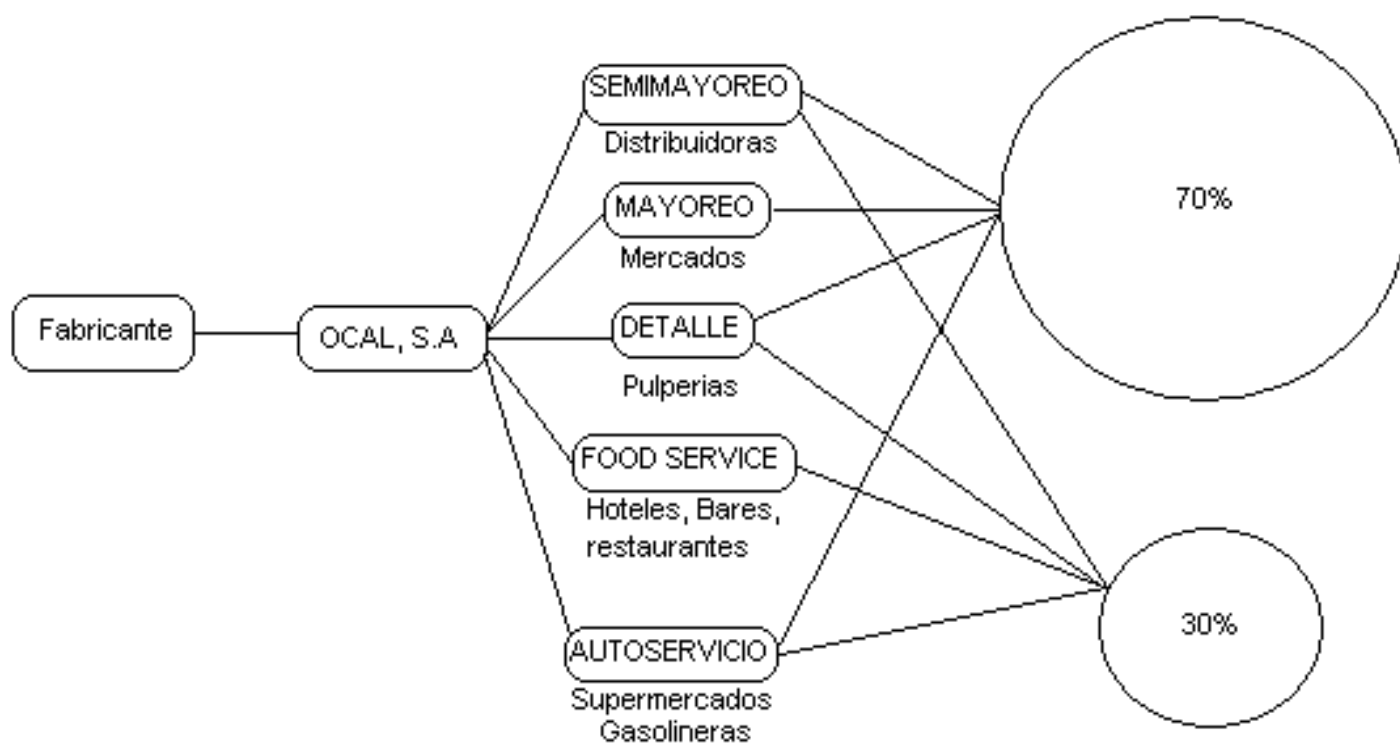 SEMIMAYOREO
Distribuidoras
70%
MAYOREO
Mercados
Fabricante
OCAL, S.A
DETALLE
Pulperias
FOOD SERVICE
Hoteles, Bares,
restaurantes
30%
AUTOSERVICIO
Supermercados
Gasolineras